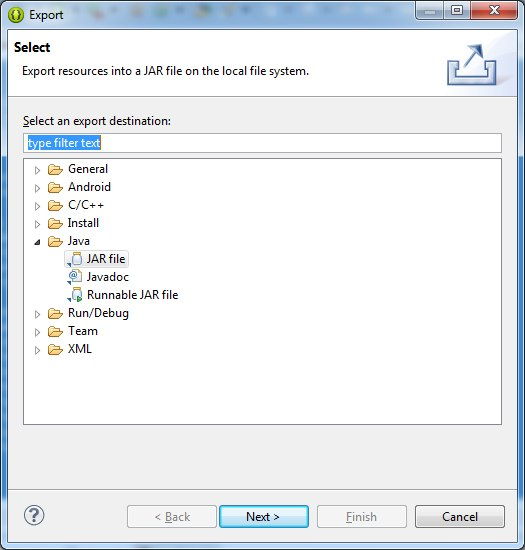 Export
Select
Export resources into a JAR file on the local file system.
Select an export destination:
type filter text
General
Android
C/C++
Install
Java
JAR file
Javadoc
Runnable JAR file
Run/Debug
Team
XML
?
< Back
Next >
Finish
Cancel